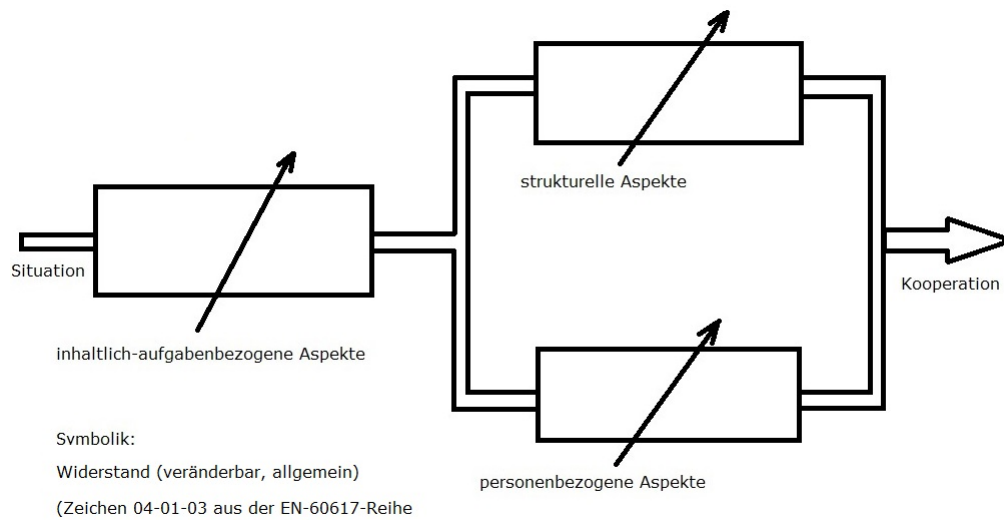 strukturelle Aspekte
Situation
Kooperation
inhaltlich-aufgabenbezogene Aspekte
personenbezogene Aspekte
Symbolik:
Widerstand (veränderbar, allgemein)
(Zeichen 04-01-03 aus der EN-60617-Reihe